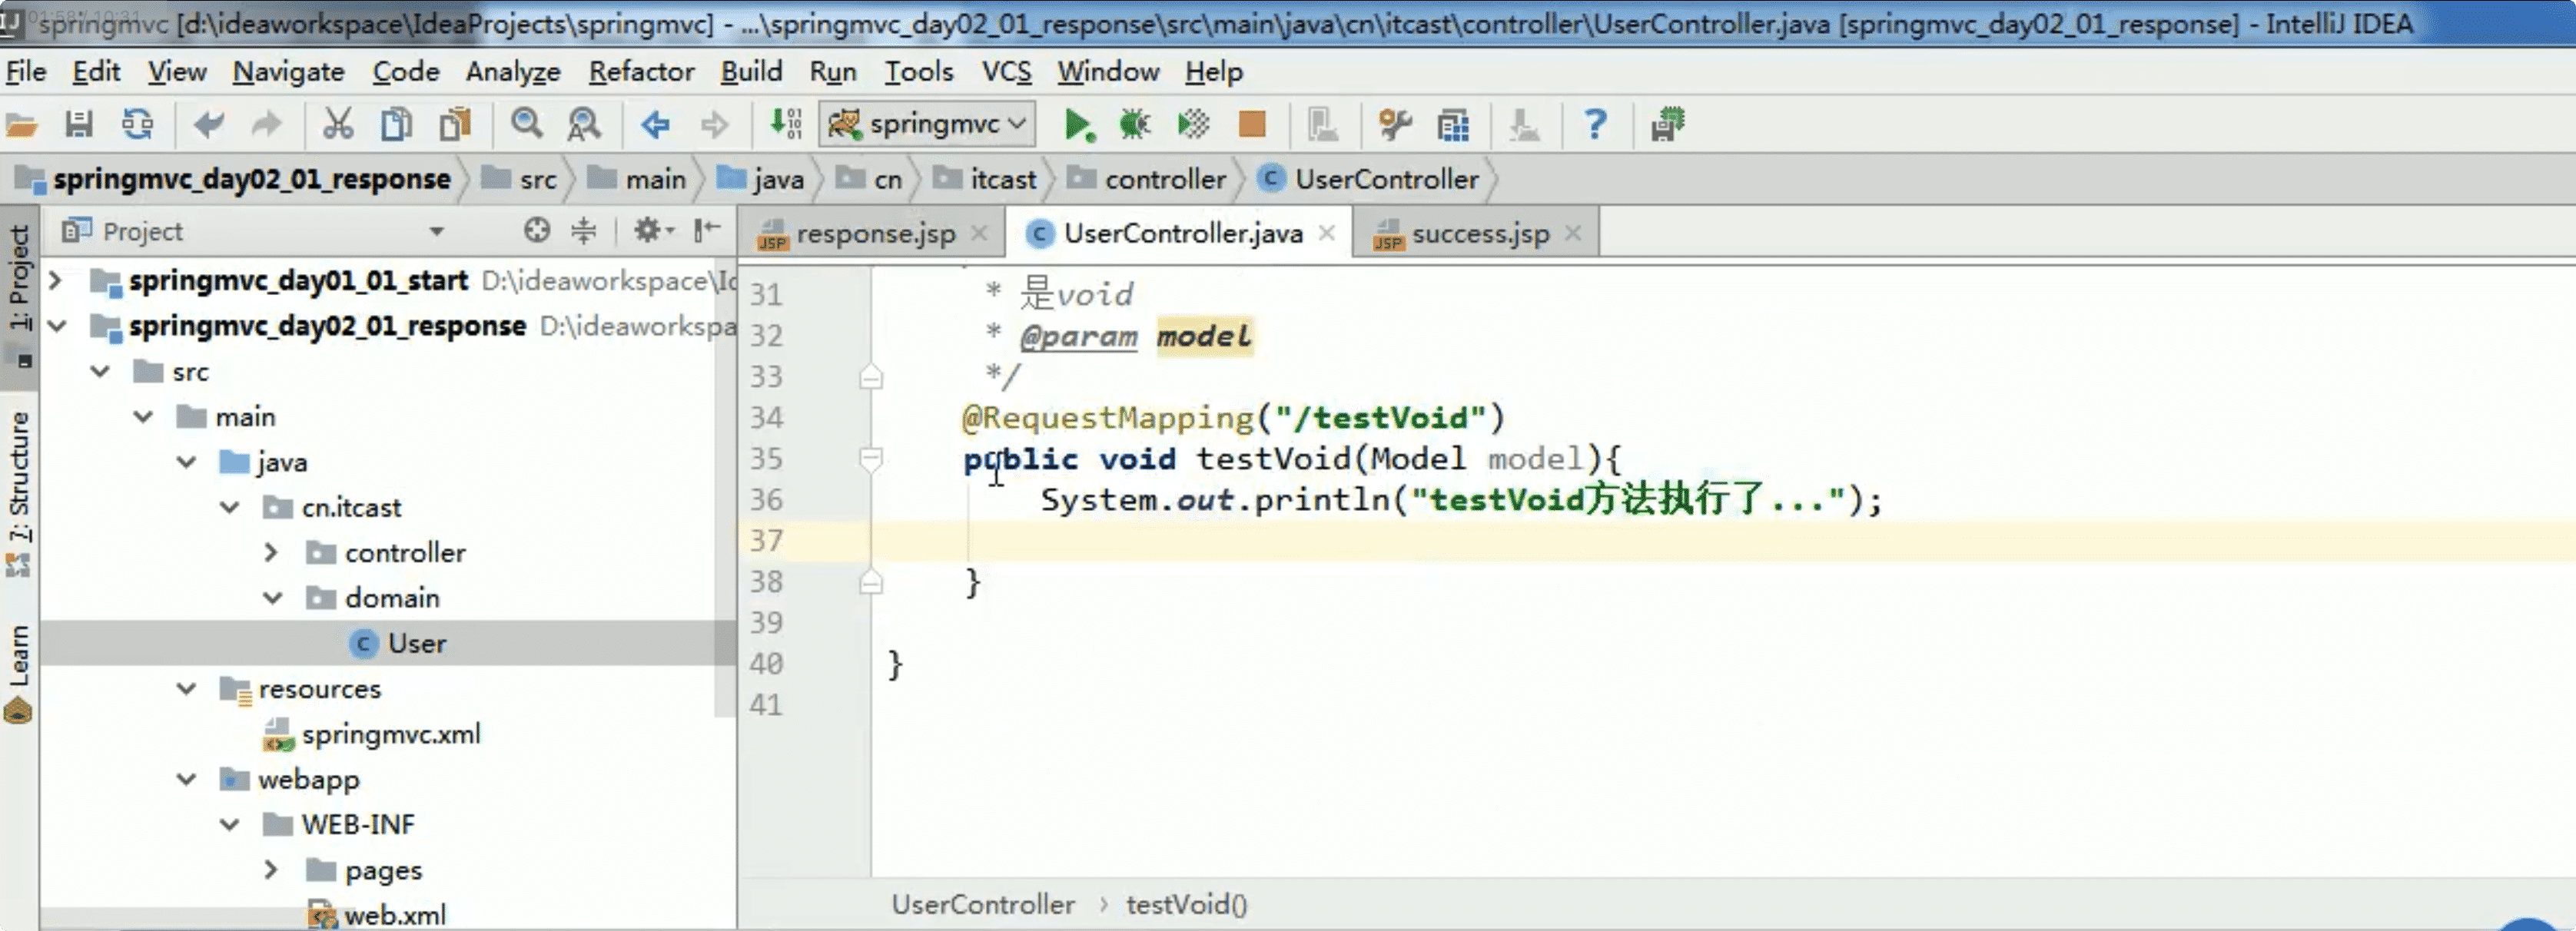 springmvc [d:\ideaworkspace\IdeaProjects\springmvc] - ...\springmvc_day02_01_response\src\main\java\cn\itcast\controller\UserController.java [springmvc_day02_01_response] - IntelliJ IDEA
01:58 / 10:31
File Edit View Navigate Code Analyze Refactor Build Run Tools VCS Window Help
springmvc
springmvc_day02_01_response src main java cn itcast controller UserController
Project
response.jsp UserController.java success.jsp
1: Project
7: Structure
Learn
springmvc_day01_01_start D:\ideaworkspace\Id
springmvc_day02_01_response D:\ideaworkspa
src
main
java
cn.itcast
controller
domain
User
resources
springmvc.xml
webapp
WEB-INF
pages
web.xml
31 * 是void
32 * @param model
33 */
34 @RequestMapping("/testVoid")
35 public void testVoid(Model model){
36 System.out.println("testVoid方法执行了...");
37
38 }
39
40 }
41
UserController › testVoid()